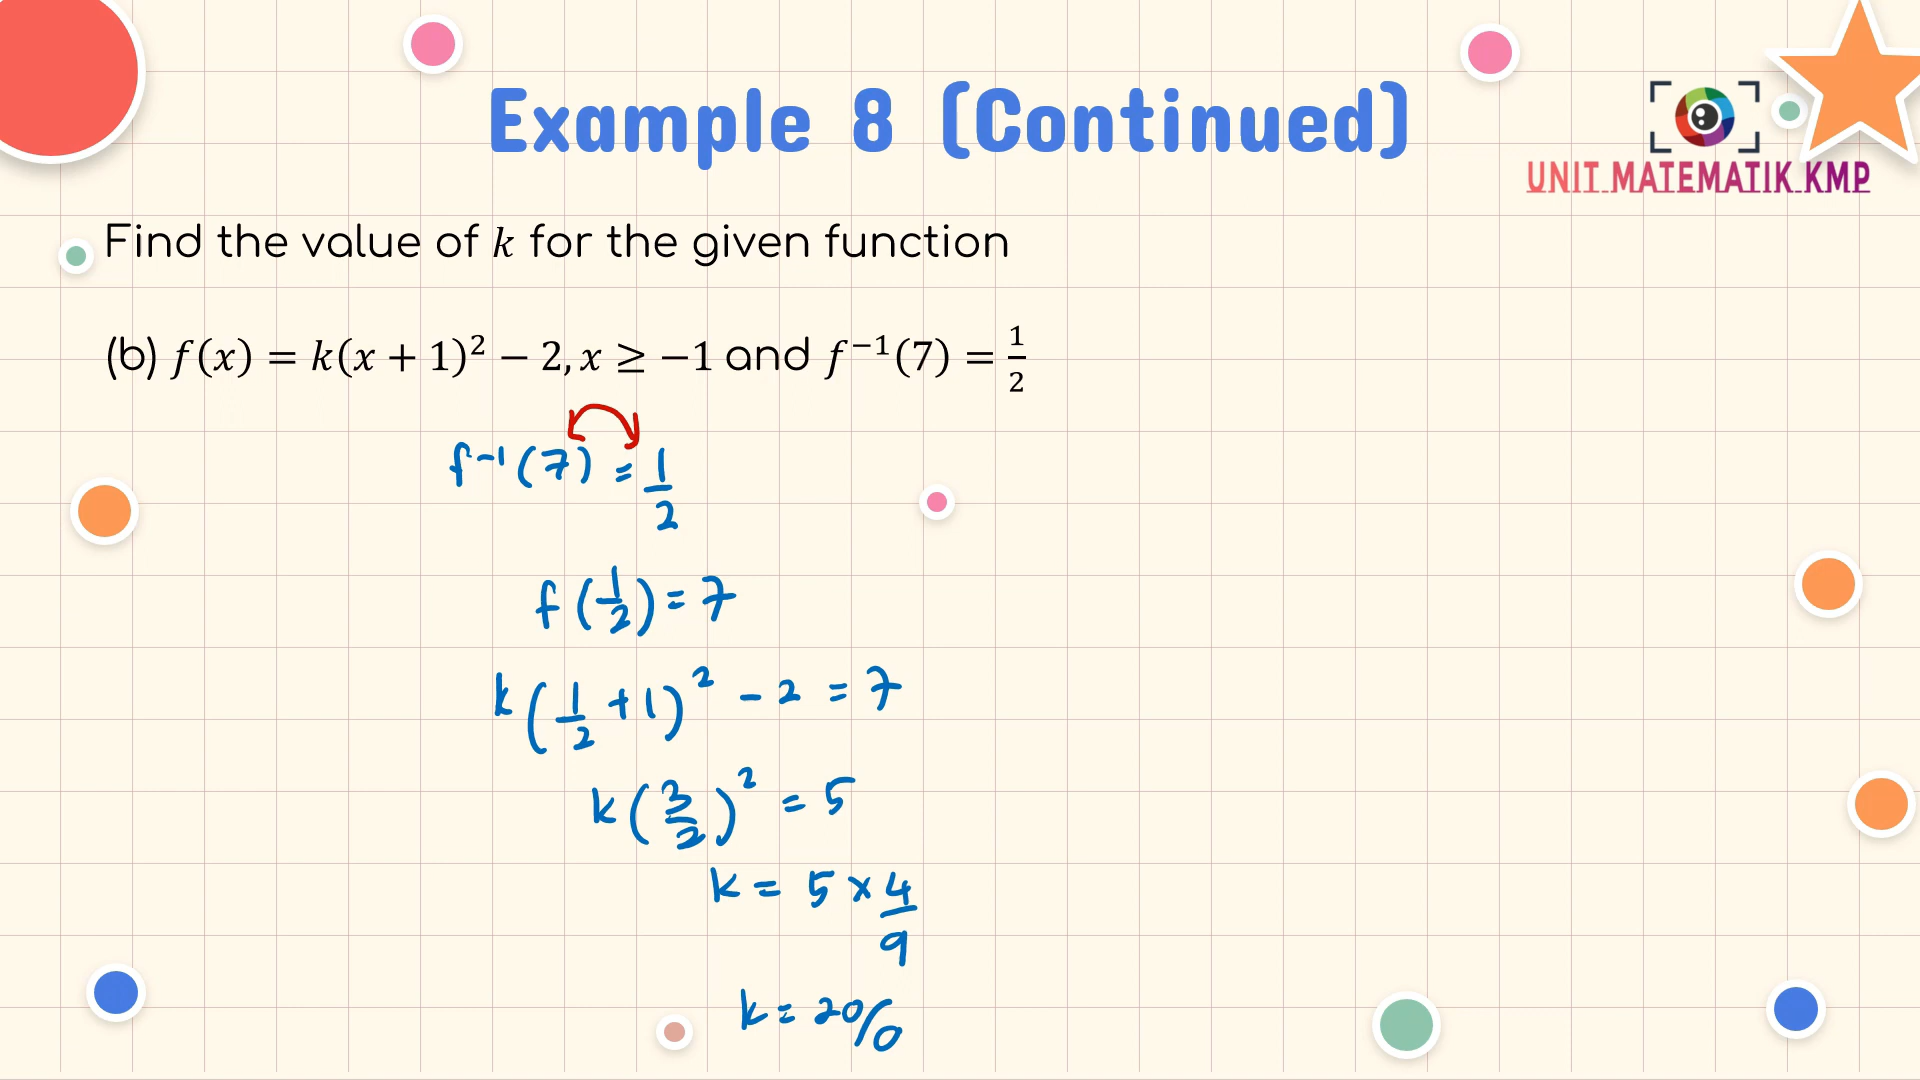 Example 8 (Continued)
UNIT MATEMATIK KMP
Find the value of k for the given function
(b) f(x) = k(x + 1)² − 2, x ≥ −1 and f⁻¹(7) = 1/2
f⁻¹(7) = 1/2
f(1/2) = 7
k(1/2 + 1)² − 2 = 7
k(3/2)² = 5
k = 5 × 4/9
k = 20/